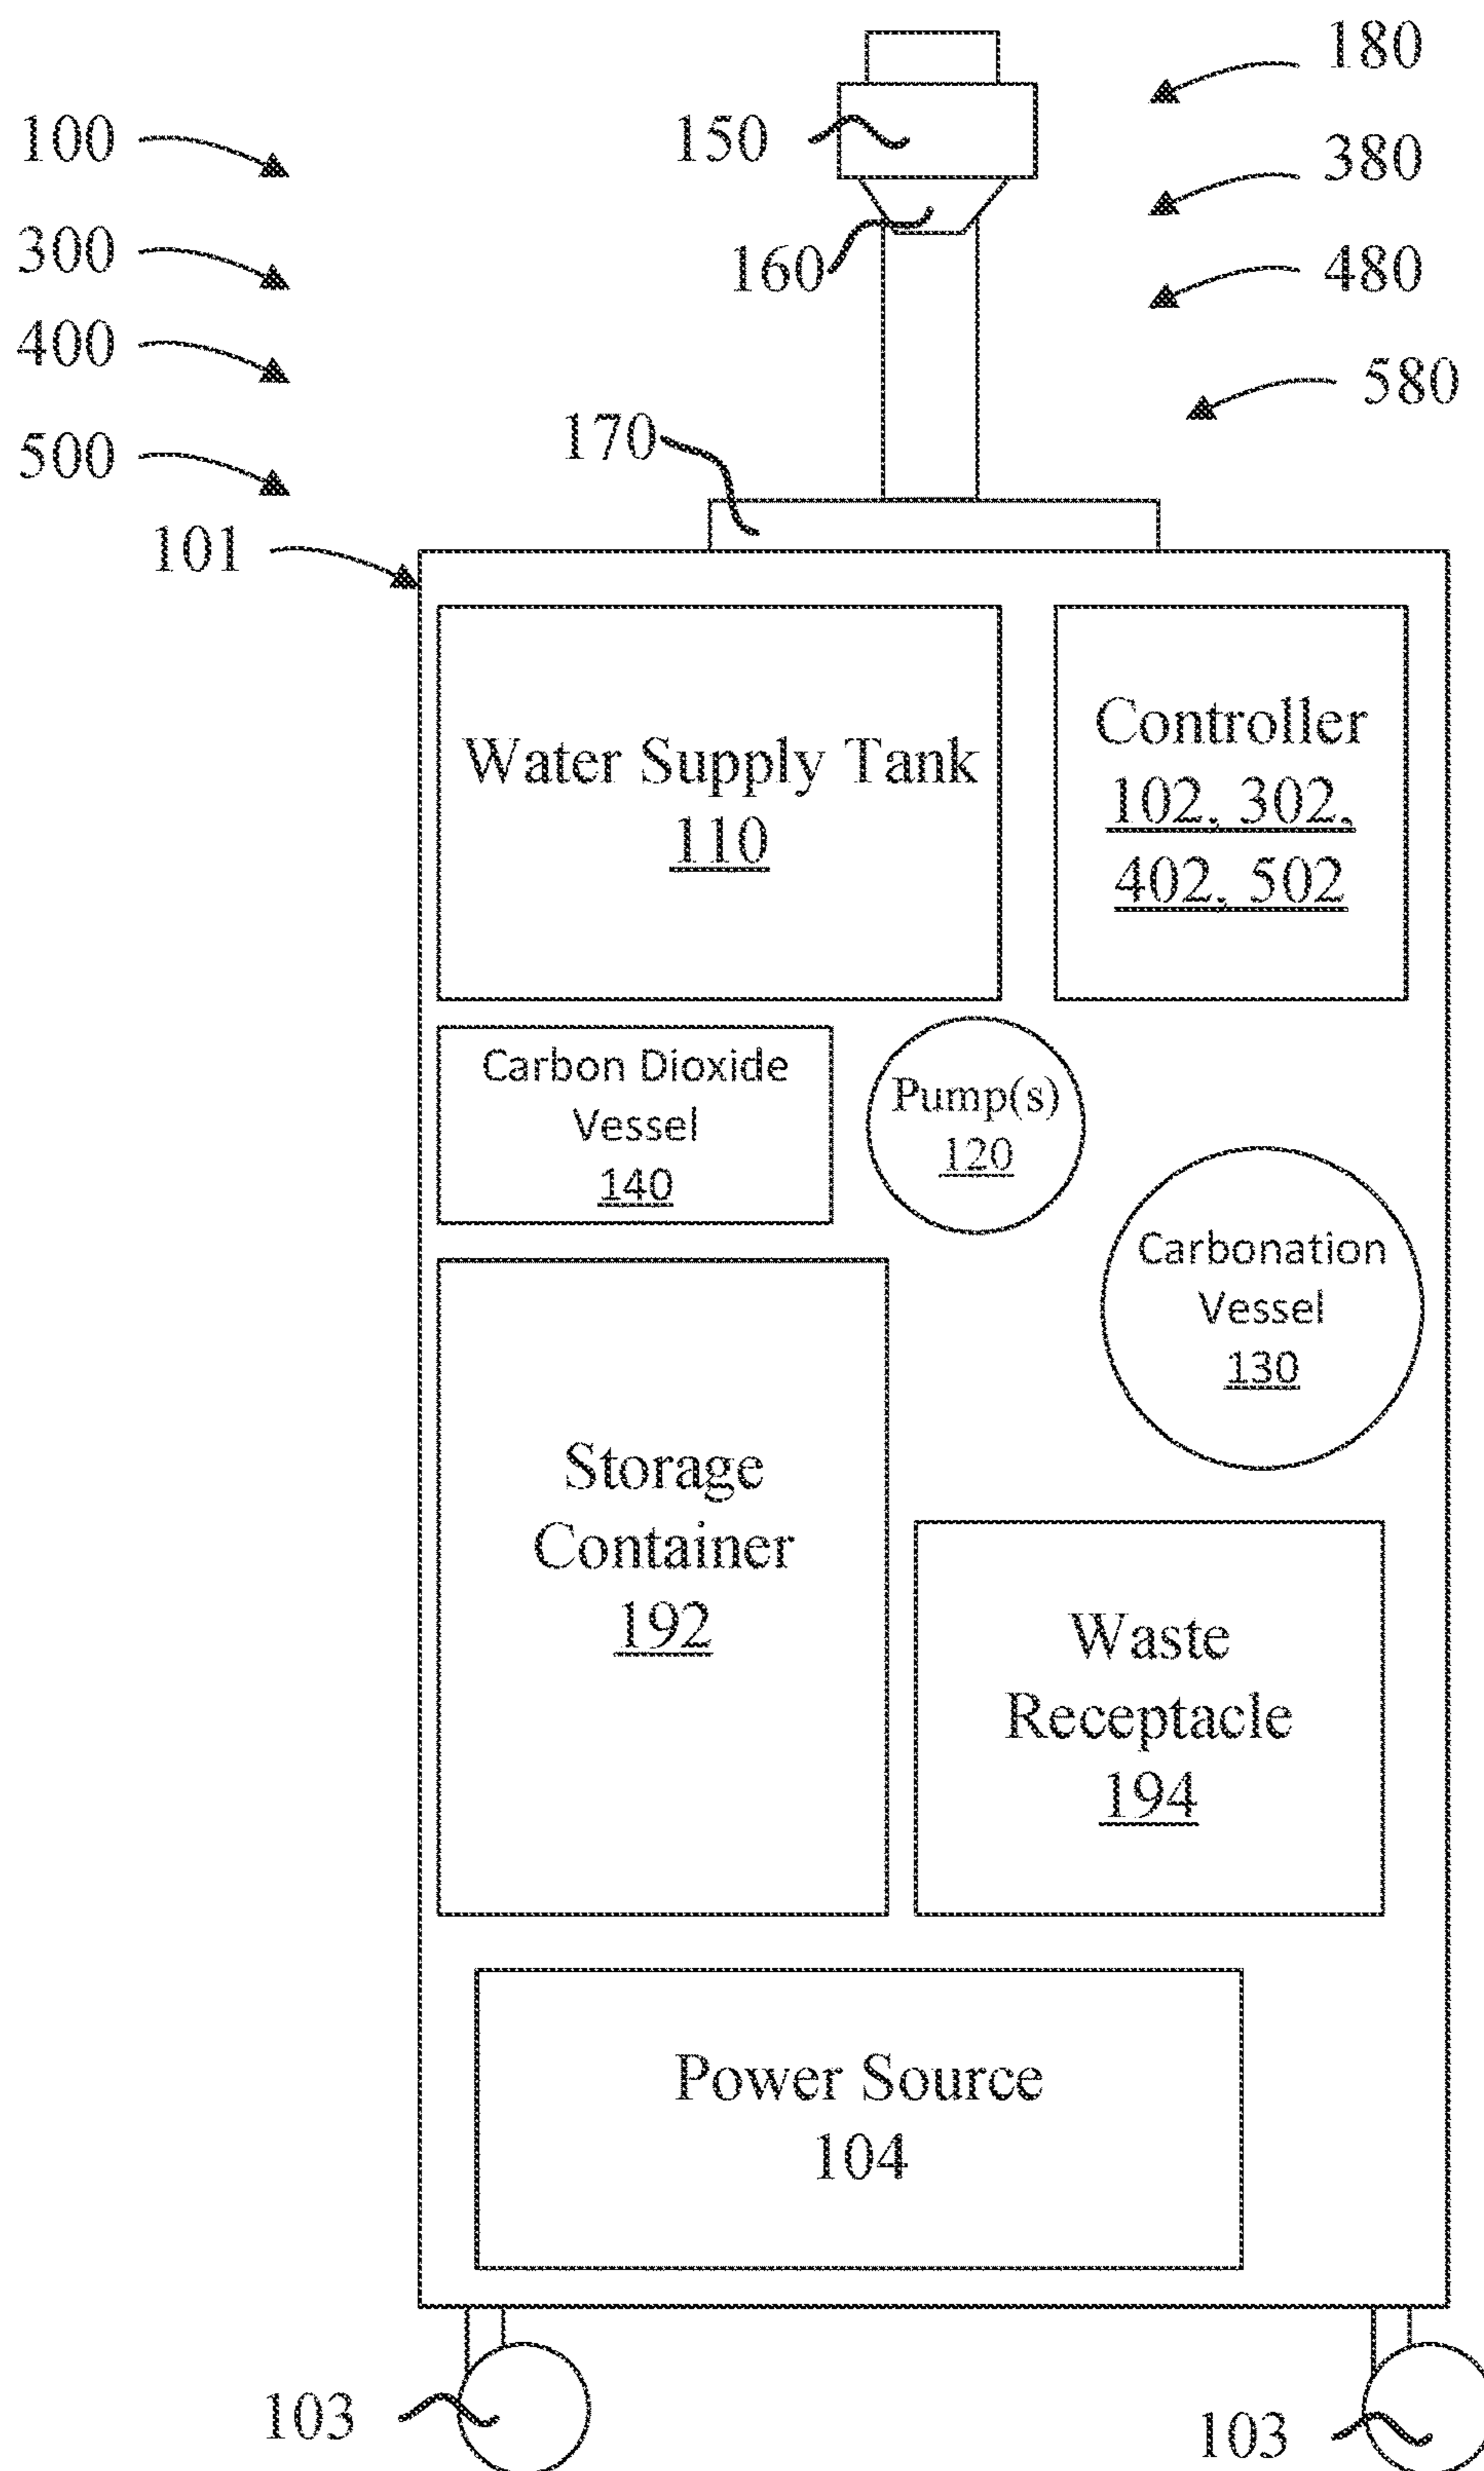 180
150
100
380
300
160
480
400
580
170
500
101
Water Supply Tank
110
Controller
102, 302,
402, 502
Carbon Dioxide
Vessel
140
Pump(s)
120
Carbonation
Vessel
130
Storage
Container
192
Waste
Receptacle
194
Power Source
104
103
103